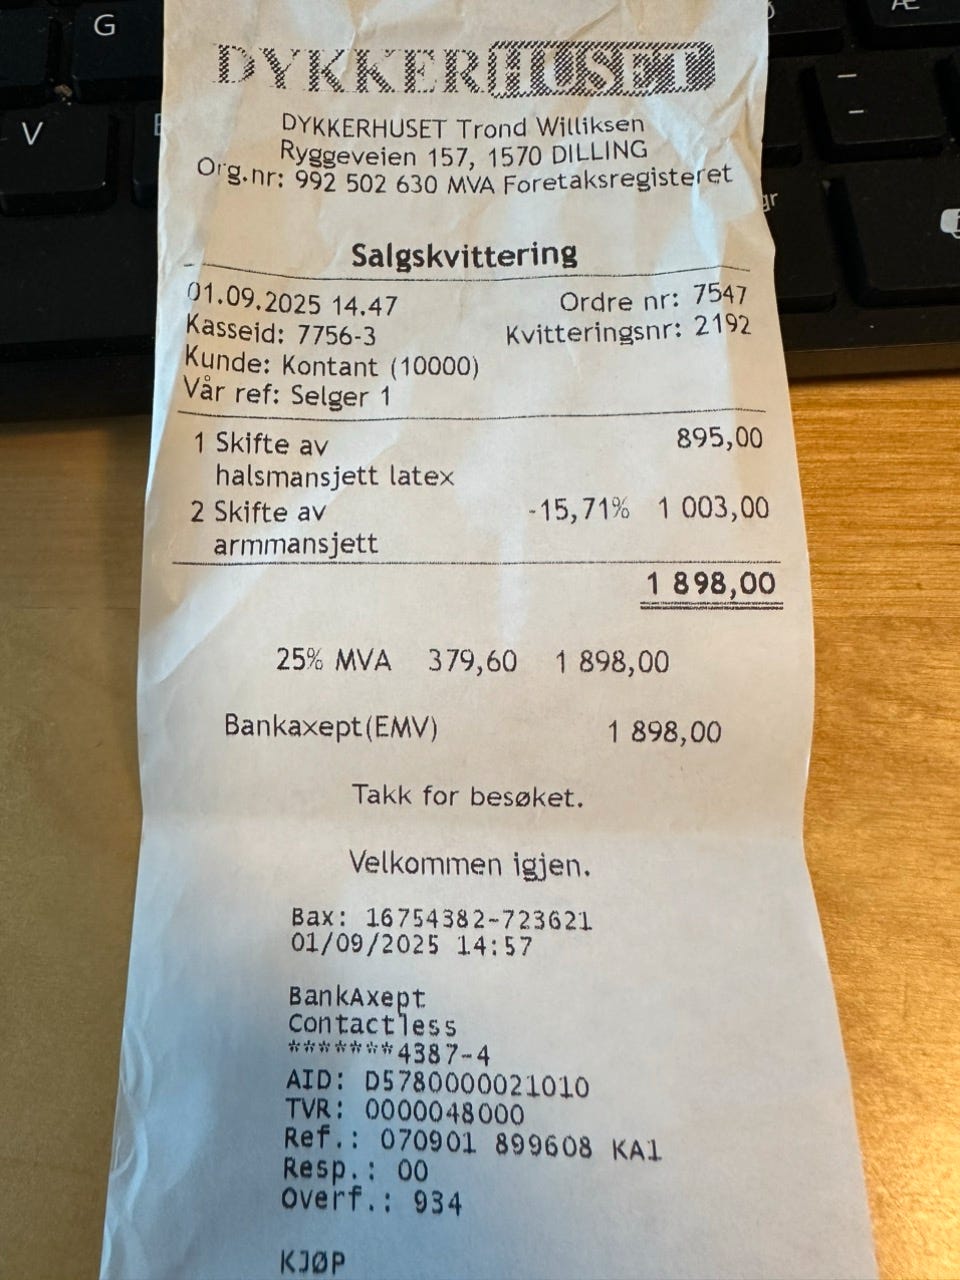 G
V
gr
DYKKERHUSET
DYKKERHUSET Trond Williksen
Ryggeveien 157, 1570 DILLING
Org.nr: 992 502 630 MVA Foretaksregisteret
Salgskvittering
01.09.2025 14.47 Ordre nr: 7547
Kasseid: 7756-3 Kvitteringsnr: 2192
Kunde: Kontant (10000)
Vår ref: Selger 1
1 Skifte av 895,00
halsmansjett latex
2 Skifte av -15,71% 1 003,00
armmansjett
1 898,00
25% MVA 379,60 1 898,00
Bankaxept(EMV) 1 898,00
Takk for besøket.
Velkommen igjen.
Bax: 16754382-723621
01/09/2025 14:57
BankAxept
Contactless
*******4387-4
AID: D5780000021010
TVR: 0000048000
Ref.: 070901 899608 KA1
Resp.: 00
Overf.: 934
KJØP